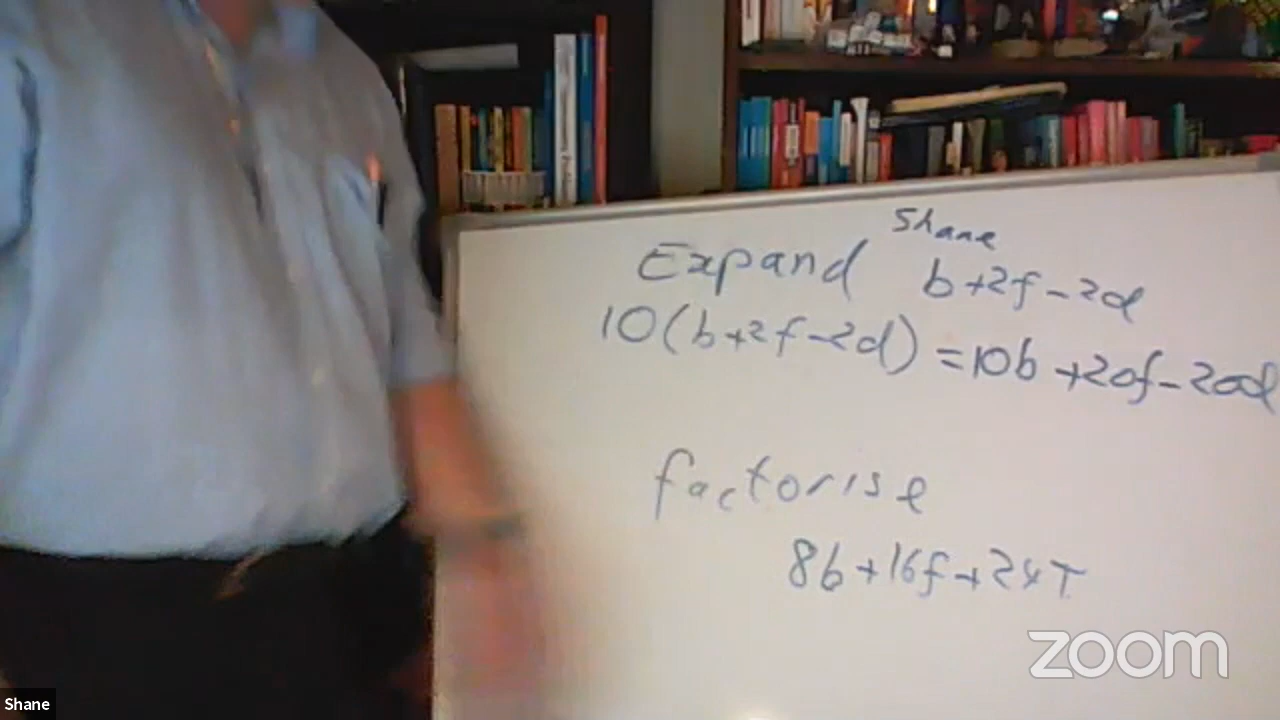 Shane
Expand b+2f-2d
10(b+2f-2d) =10b+20f-20d
factorise
8b+16f+24T
zoom
Shane